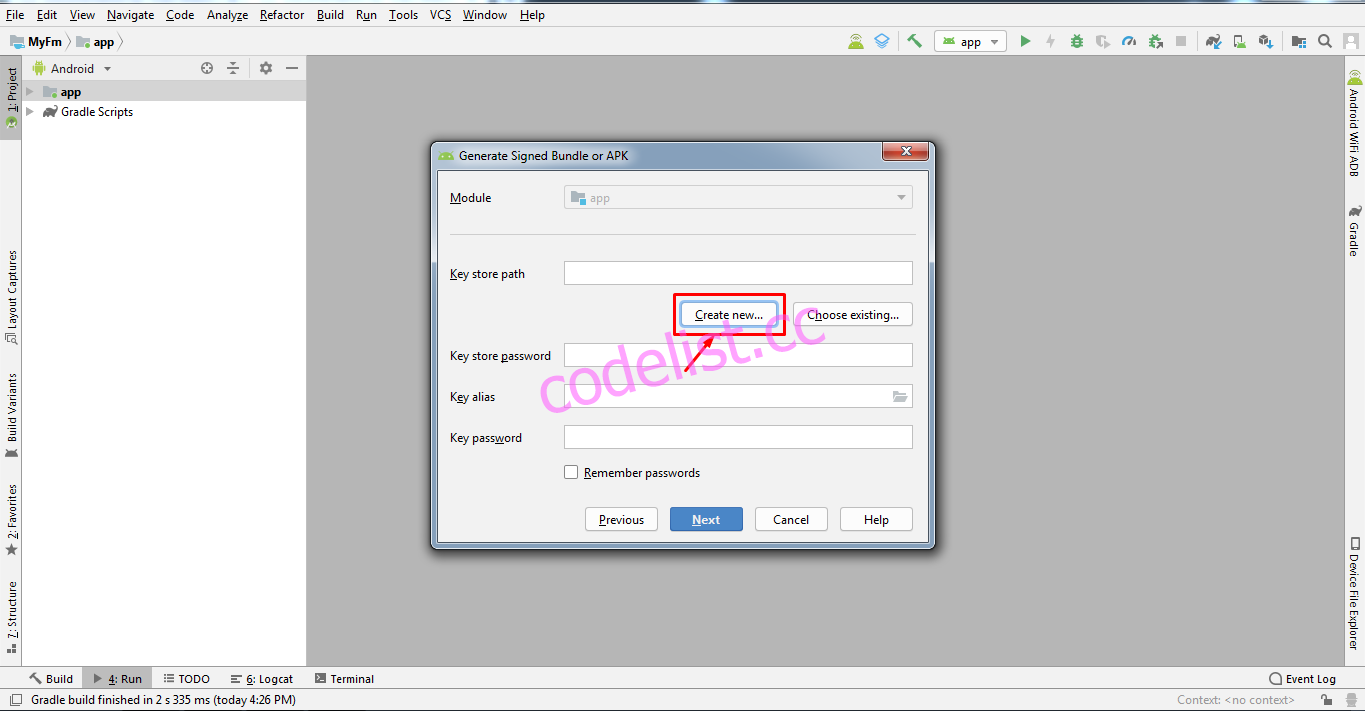 File Edit View Navigate Code Analyze Refactor Build Run Tools VCS Window Help
MyFm app
app
Android
1: Project
app
Gradle Scripts
Layout Captures
Build Variants
2: Favorites
7: Structure
Generate Signed Bundle or APK
Module
app
Key store path
Create new...
Choose existing...
Key store password
Key alias
Key password
Remember passwords
Previous Next Cancel Help
codelist.cc
Android WiFi ADB
Gradle
Device File Explorer
Build 4: Run TODO 6: Logcat Terminal Event Log
Gradle build finished in 2 s 335 ms (today 4:26 PM) Context: <no context>